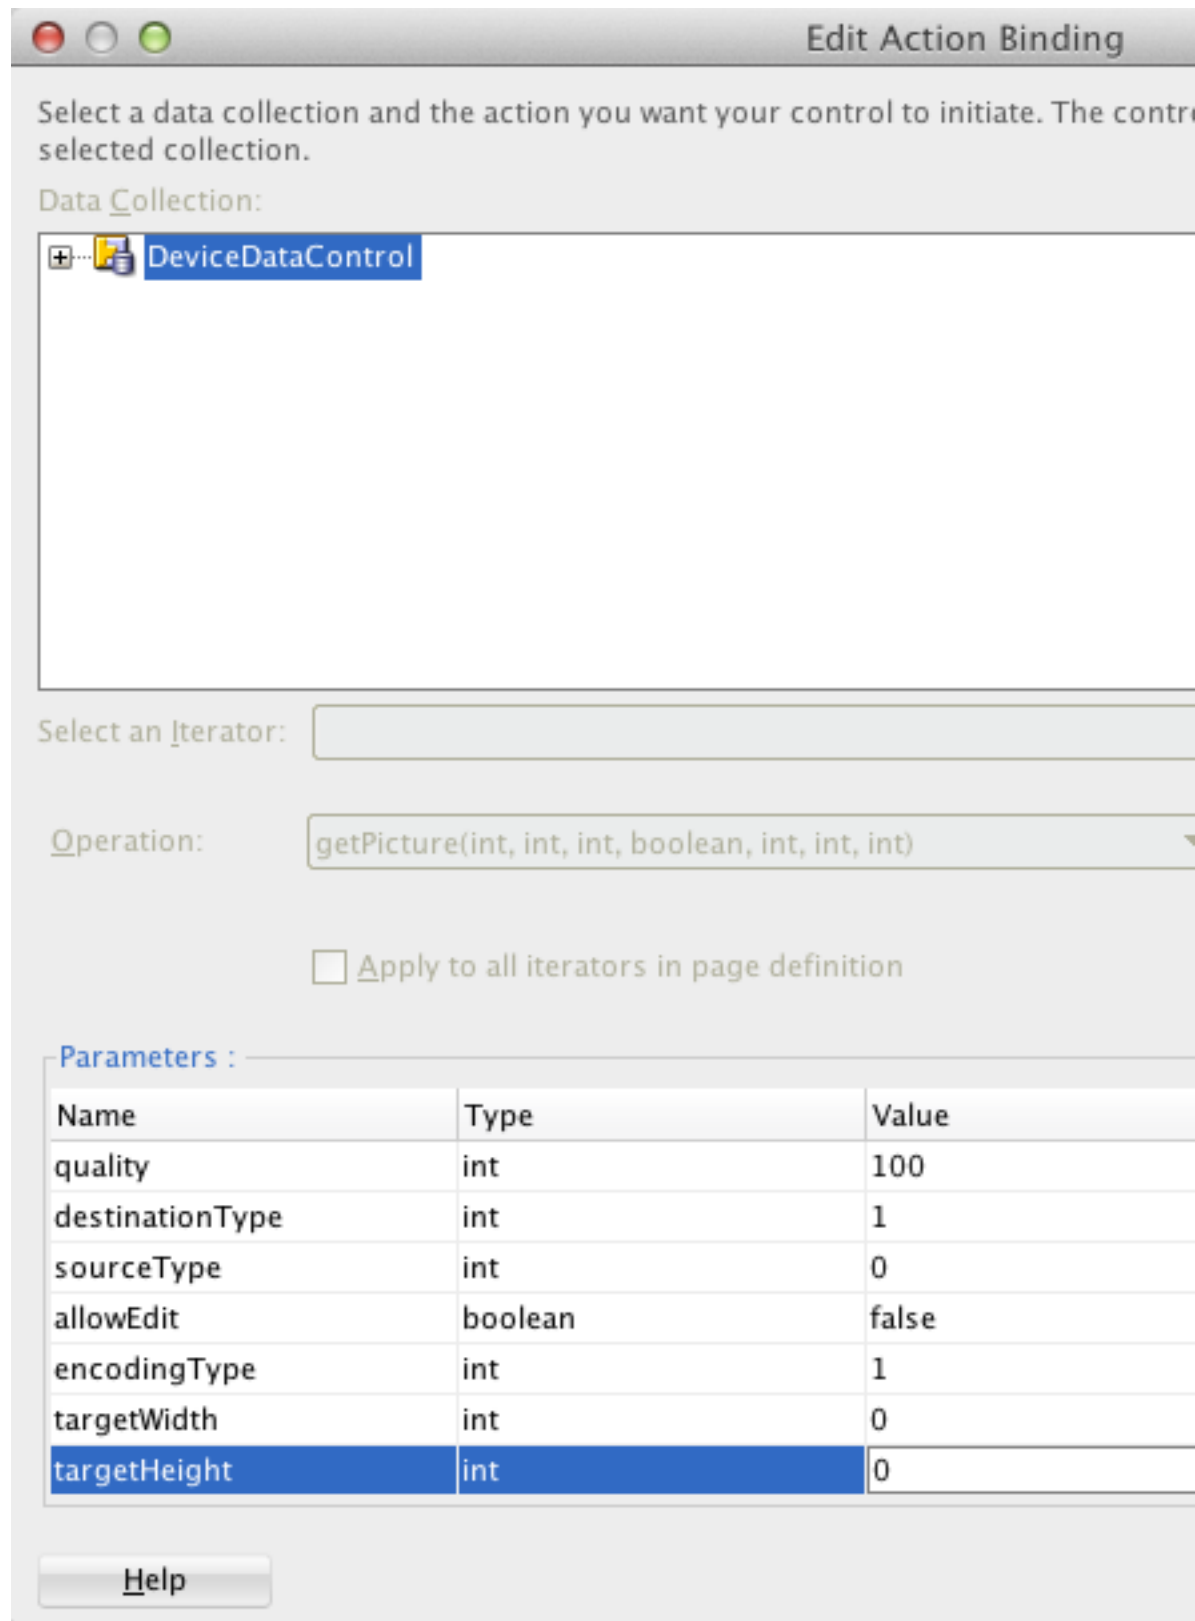 Edit Action Binding
Select a data collection and the action you want your control to initiate. The contr
selected collection.
Data Collection:
DeviceDataControl
Select an Iterator:
Operation: getPicture(int, int, int, boolean, int, int, int)
Apply to all iterators in page definition
Parameters :
Name Type Value
quality int 100
destinationType int 1
sourceType int 0
allowEdit boolean false
encodingType int 1
targetWidth int 0
targetHeight int 0
Help